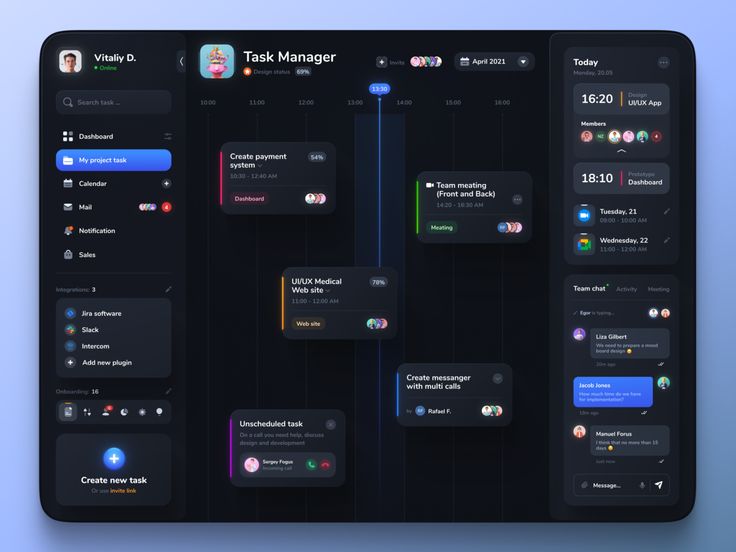 Vitaliy D.
Online
Search task ...
Dashboard
My project task
Calendar
Mail
4
Notification
Sales
Integrations: 3
Jira software
Slack
Intercom
Add new plugin
Onboarding: 16
Create new task
Or use invite link
Task Manager
Design status 69%
Invite
April 2021
13:30
10:00 11:00 12:00 13:00 14:00 15:00 16:00
Create payment
system
54%
10:30 - 12:40 AM
Dashboard
Team meating
(Front and Back)
14:20 - 16:30 AM
Meating
UI/UX Medical
Web site
78%
11:00 - 12:00 AM
Web site
Create messanger
with multi calls
by RF Rafael F.
Unscheduled task
On a call you need help, discuss
design and development
Sergey Fogus
Incoming call
Today
Monday, 20.05
16:20
Design
UI/UX App
Members
NZ
4
18:10
Prototype
Dashboard
Tuesday, 21
09:00 - 10:00 AM
Wednesday, 22
11:00 - 12:00 AM
Team chat Activity Meeting
Egor is typing...
Liza Gilbert
We need to prepare a mood
board design
20m ago
Jacob Jones
How much time do we have
for implementation?
18m ago
Manuel Forus
I think that no more than 15
days
Just now
Message...